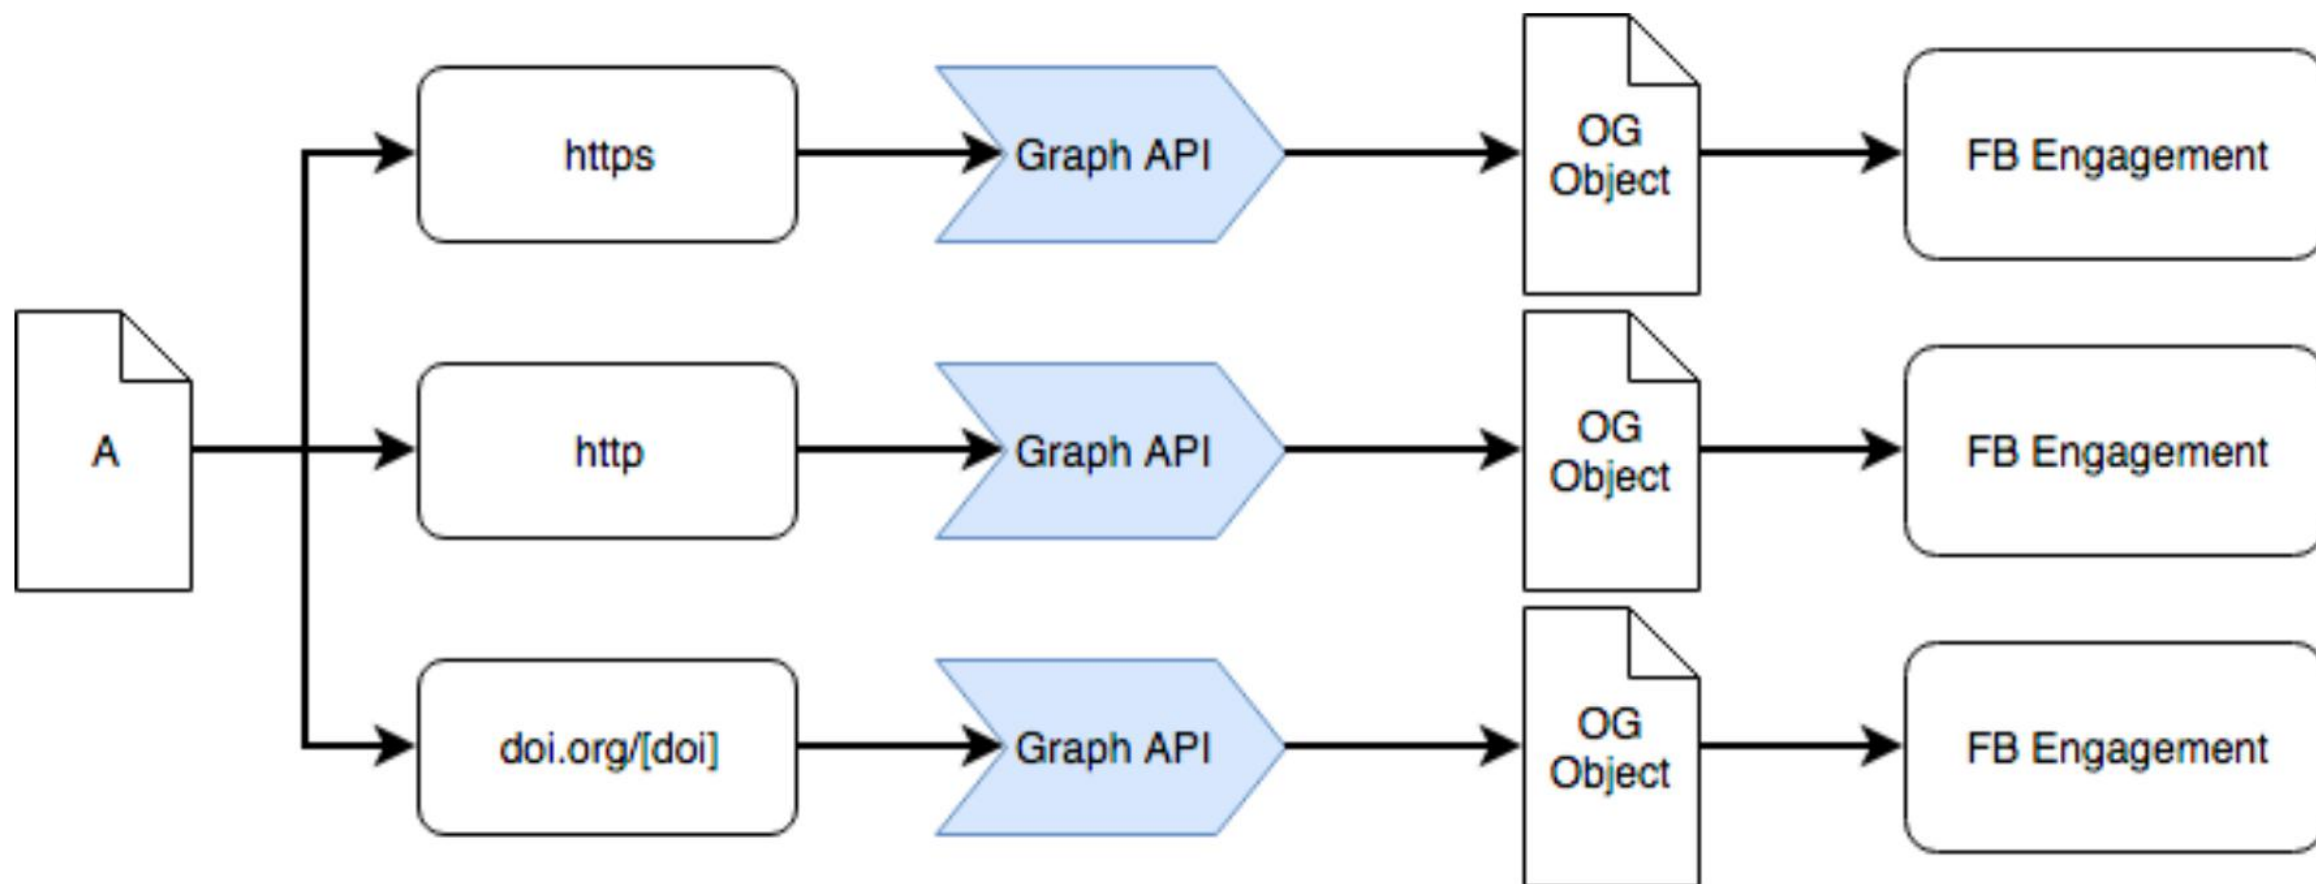 https
Graph API
OG
Object
FB Engagement
A
http
Graph API
OG
Object
FB Engagement
doi.org/[doi]
Graph API
OG
Object
FB Engagement